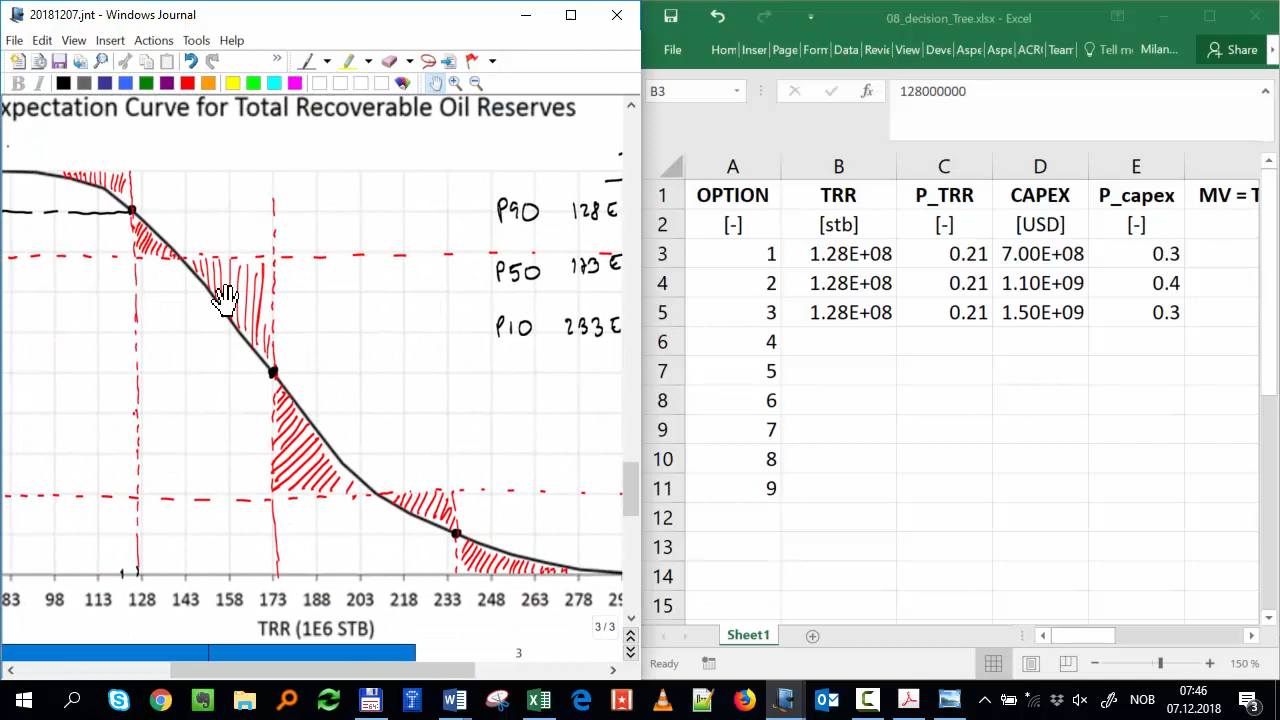 20181207.jnt - Windows Journal
File Edit View Insert Actions Tools Help
B I
xpectation Curve for Total Recoverable Oil Reserves
P90 128 E
P50 173 E
P10 233 E
83 98 113 128 143 158 173 188 203 218 233 248 263 278 29
TRR (1E6 STB)
3 / 3
3
08_decision_Tree.xlsx - Excel
File Hom Inser Page Form Data Revie View Deve Aspe Aspe ACRO Team Tell me Milan... Share
B3 fx 128000000
A B C D E
1 OPTION TRR P_TRR CAPEX P_capex MV = T
2 [-] [stb] [-] [USD] [-]
3 1 1.28E+08 0.21 7.00E+08 0.3
4 2 1.28E+08 0.21 1.10E+09 0.4
5 3 1.28E+08 0.21 1.50E+09 0.3
6 4
7 5
8 6
9 7
10 8
11 9
12
13
14
15
Sheet1
Ready 150 %
NOB 07:46
07.12.2018
3